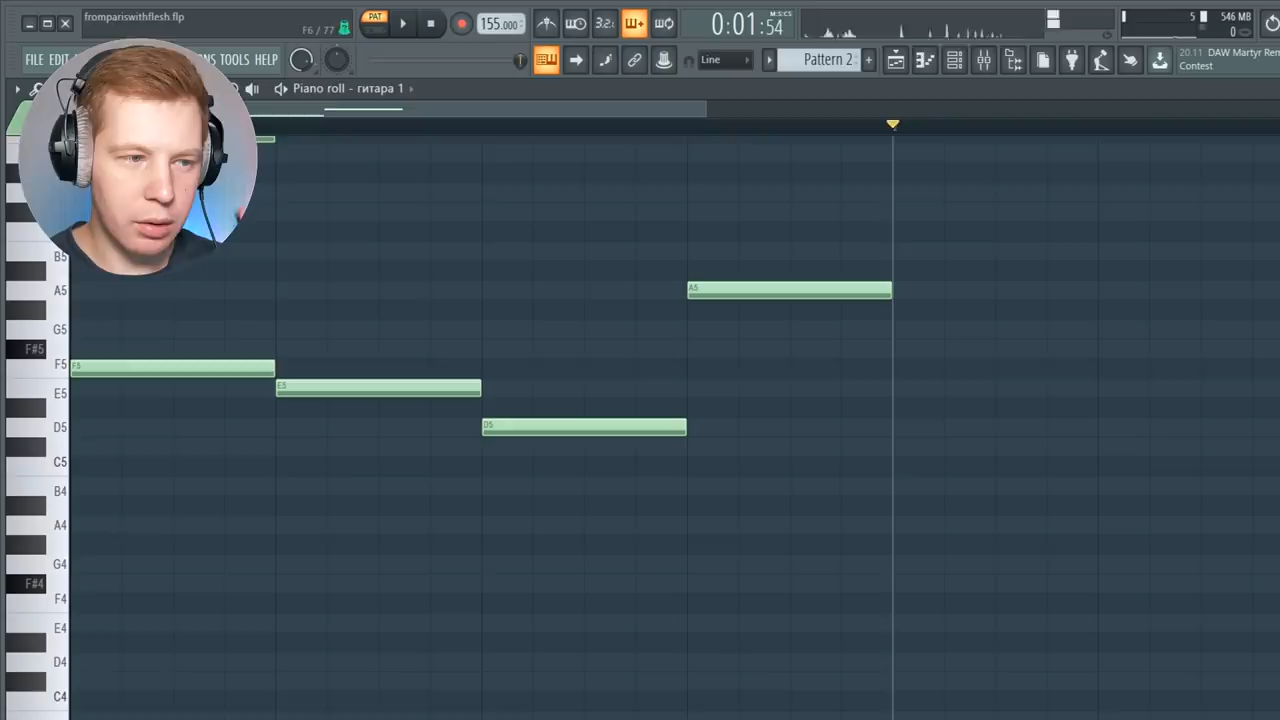 frompariswithflesh.flp
F6 / 77
PAT
155.000
3.2:
0:01:54
M:S:CS
5
546 MB
0
FILE EDIT
TOOLS HELP
Line
Pattern 2
20.11 DAW Martyr Rem
Contest
Piano roll - гитара 1
B5
A5
A5
G5
F#5
F5
F5
E5
E5
D5
D5
C5
B4
A4
G4
F#4
F4
E4
D4
C4